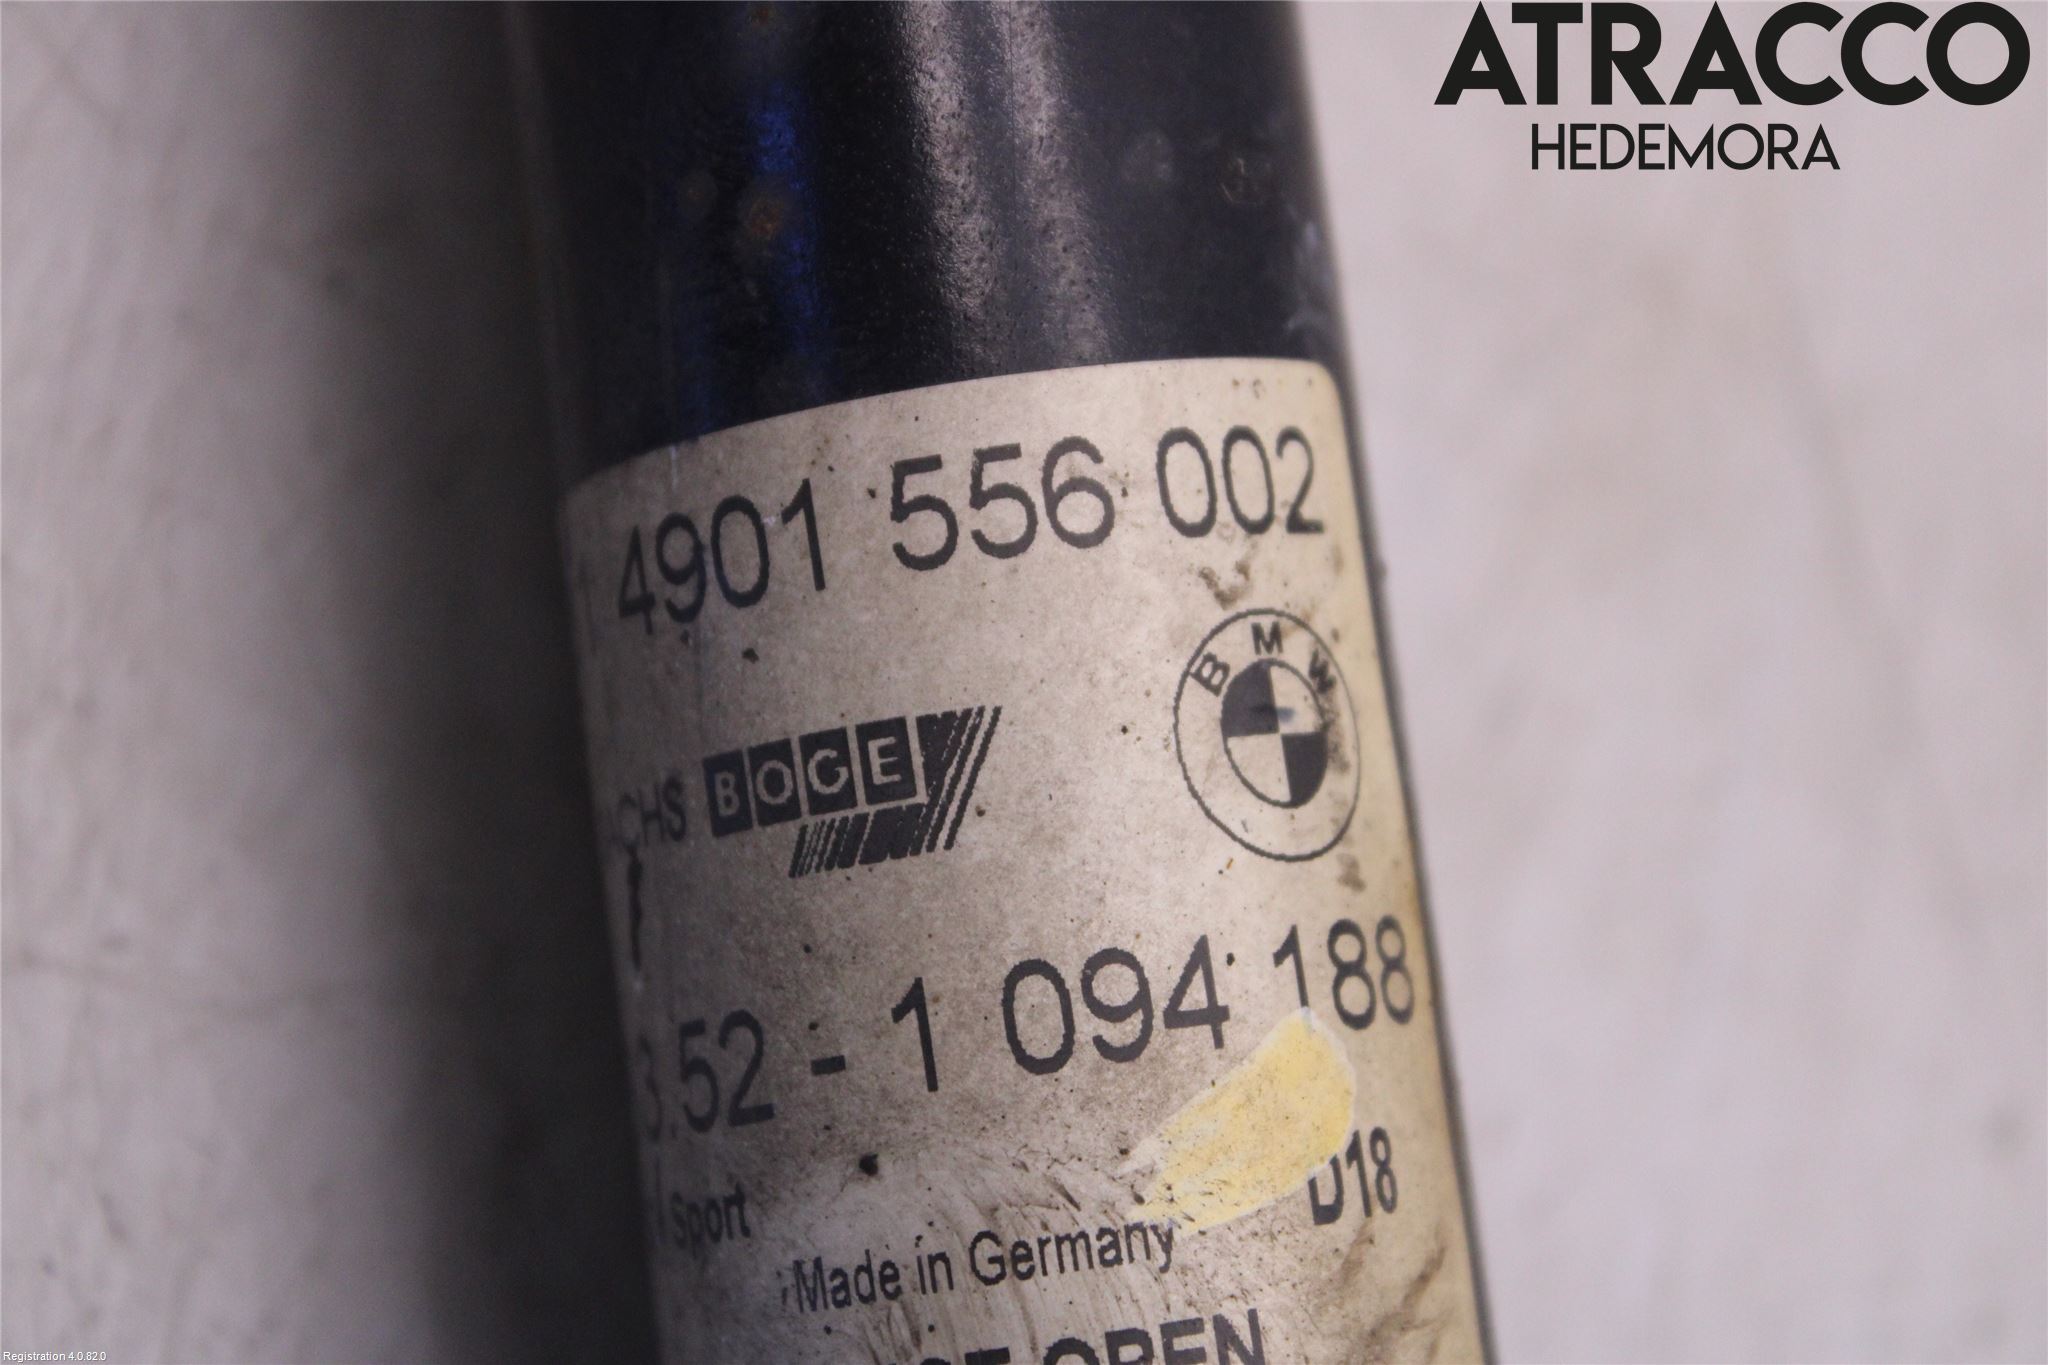 ATRACCO
HEDEMORA
4901 556 002
BMW
BOGE
52 - 1 094 188
Sport
D18
Made in Germany
OPEN
Registration 4.0.82.0